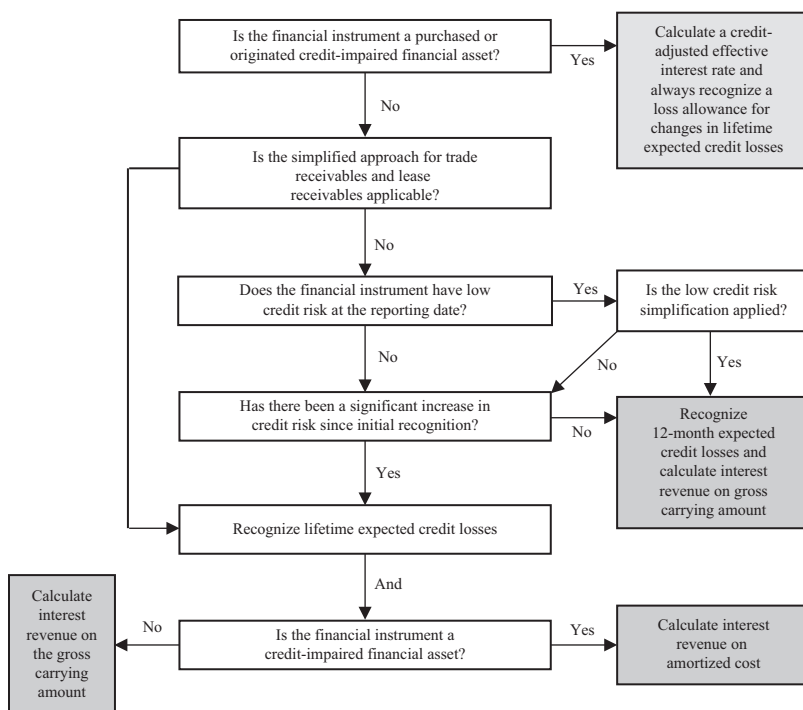 Is the financial instrument a purchased or
originated credit-impaired financial asset?
Yes
Calculate a credit-
adjusted effective
interest rate and
always recognize a
loss allowance for
changes in lifetime
expected credit losses
No
Is the simplified approach for trade
receivables and lease
receivables applicable?
No
Does the financial instrument have low
credit risk at the reporting date?
Yes
Is the low credit risk
simplification applied?
No
No
Yes
Has there been a significant increase in
credit risk since initial recognition?
No
Recognize
12-month expected
credit losses and
calculate interest
revenue on gross
carrying amount
Yes
Recognize lifetime expected credit losses
And
Calculate
interest
revenue on
the gross
carrying
amount
No
Is the financial instrument a
credit-impaired financial asset?
Yes
Calculate interest
revenue on
amortized cost